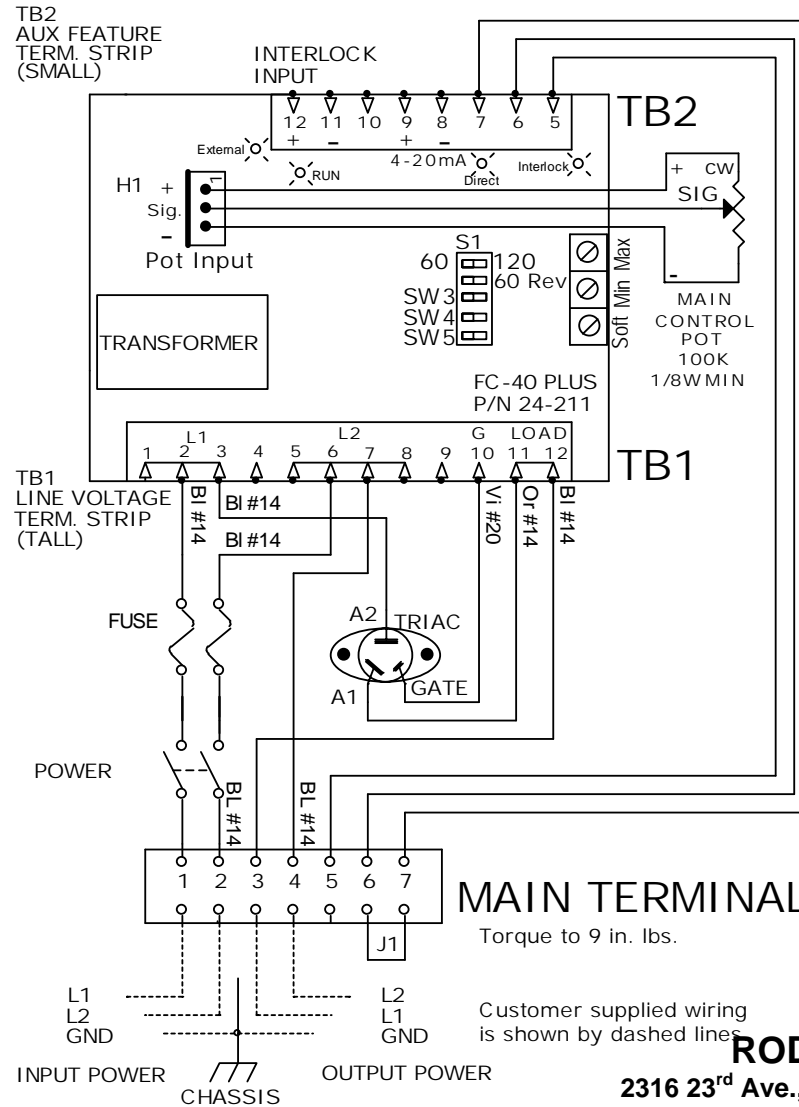 TB2
AUX FEATURE
TERM. STRIP
(SMALL)
INTERLOCK
INPUT
12 11 10 9 8 7 6 5
+ - + -
4-20mA
TB2
External
RUN
Direct
Interlock
H1
+
Sig.
-
1
Pot Input
+ CW
SIG
-
MAIN
CONTROL
POT
100K
1/8W MIN
S1
60 120
60 Rev
SW3
SW4
SW5
Soft Min Max
TRANSFORMER
FC-40 PLUS
P/N 24-211
L1 L2 G LOAD
1 2 3 4 5 6 7 8 9 10 11 12
TB1
TB1
LINE VOLTAGE
TERM. STRIP
(TALL)
Bl #14
Bl #14
Bl #14
Vi #20
Or #14
Bl #14
FUSE
A2
TRIAC
A1
GATE
POWER
BL #14
BL #14
1 2 3 4 5 6 7
MAIN TERMINAL
J1
Torque to 9 in. lbs.
L1
L2
GND
L2
L1
GND
Customer supplied wiring
is shown by dashed lines
INPUT POWER
CHASSIS
OUTPUT POWER
ROD
2316 23rd Ave.,